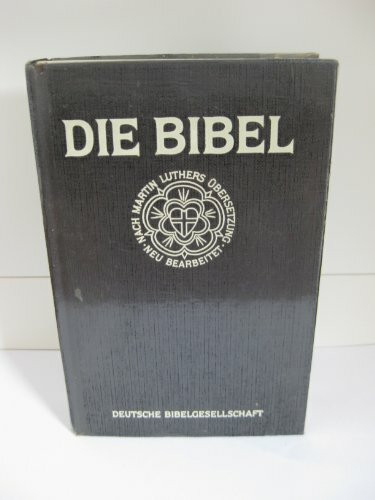 DIE BIBEL
NACH MARTIN LUTHERS ÜBERSETZUNG · NEU BEARBEITET ·
DEUTSCHE BIBELGESELLSCHAFT